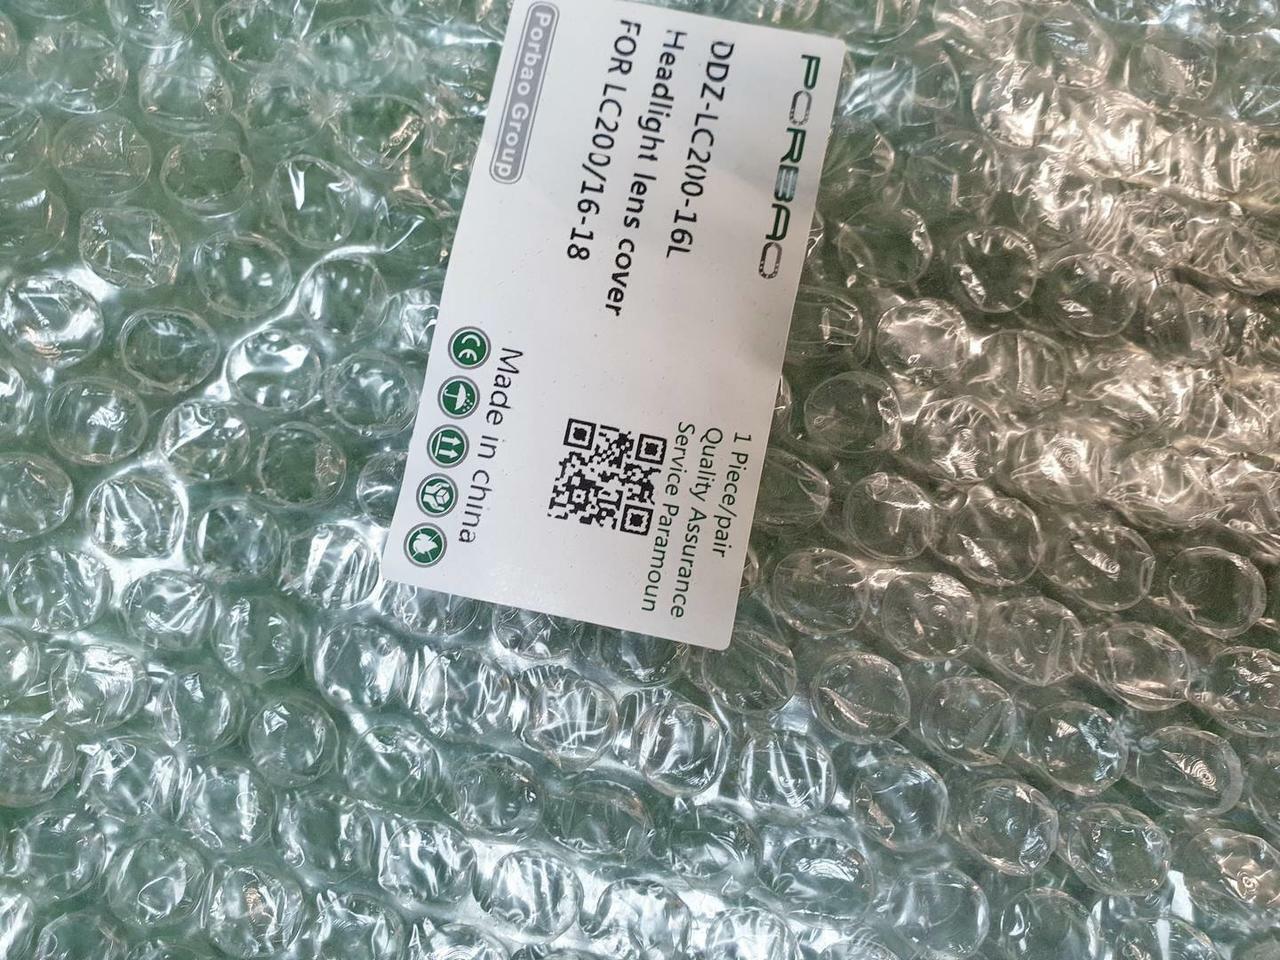 PORBAO
DDZ-LC200-16L
Headlight lens cover
FOR LC200/16-18
Porbao Group
1 Piece/pair
Quality Assurance
Service Paramoun
Made in china
CE